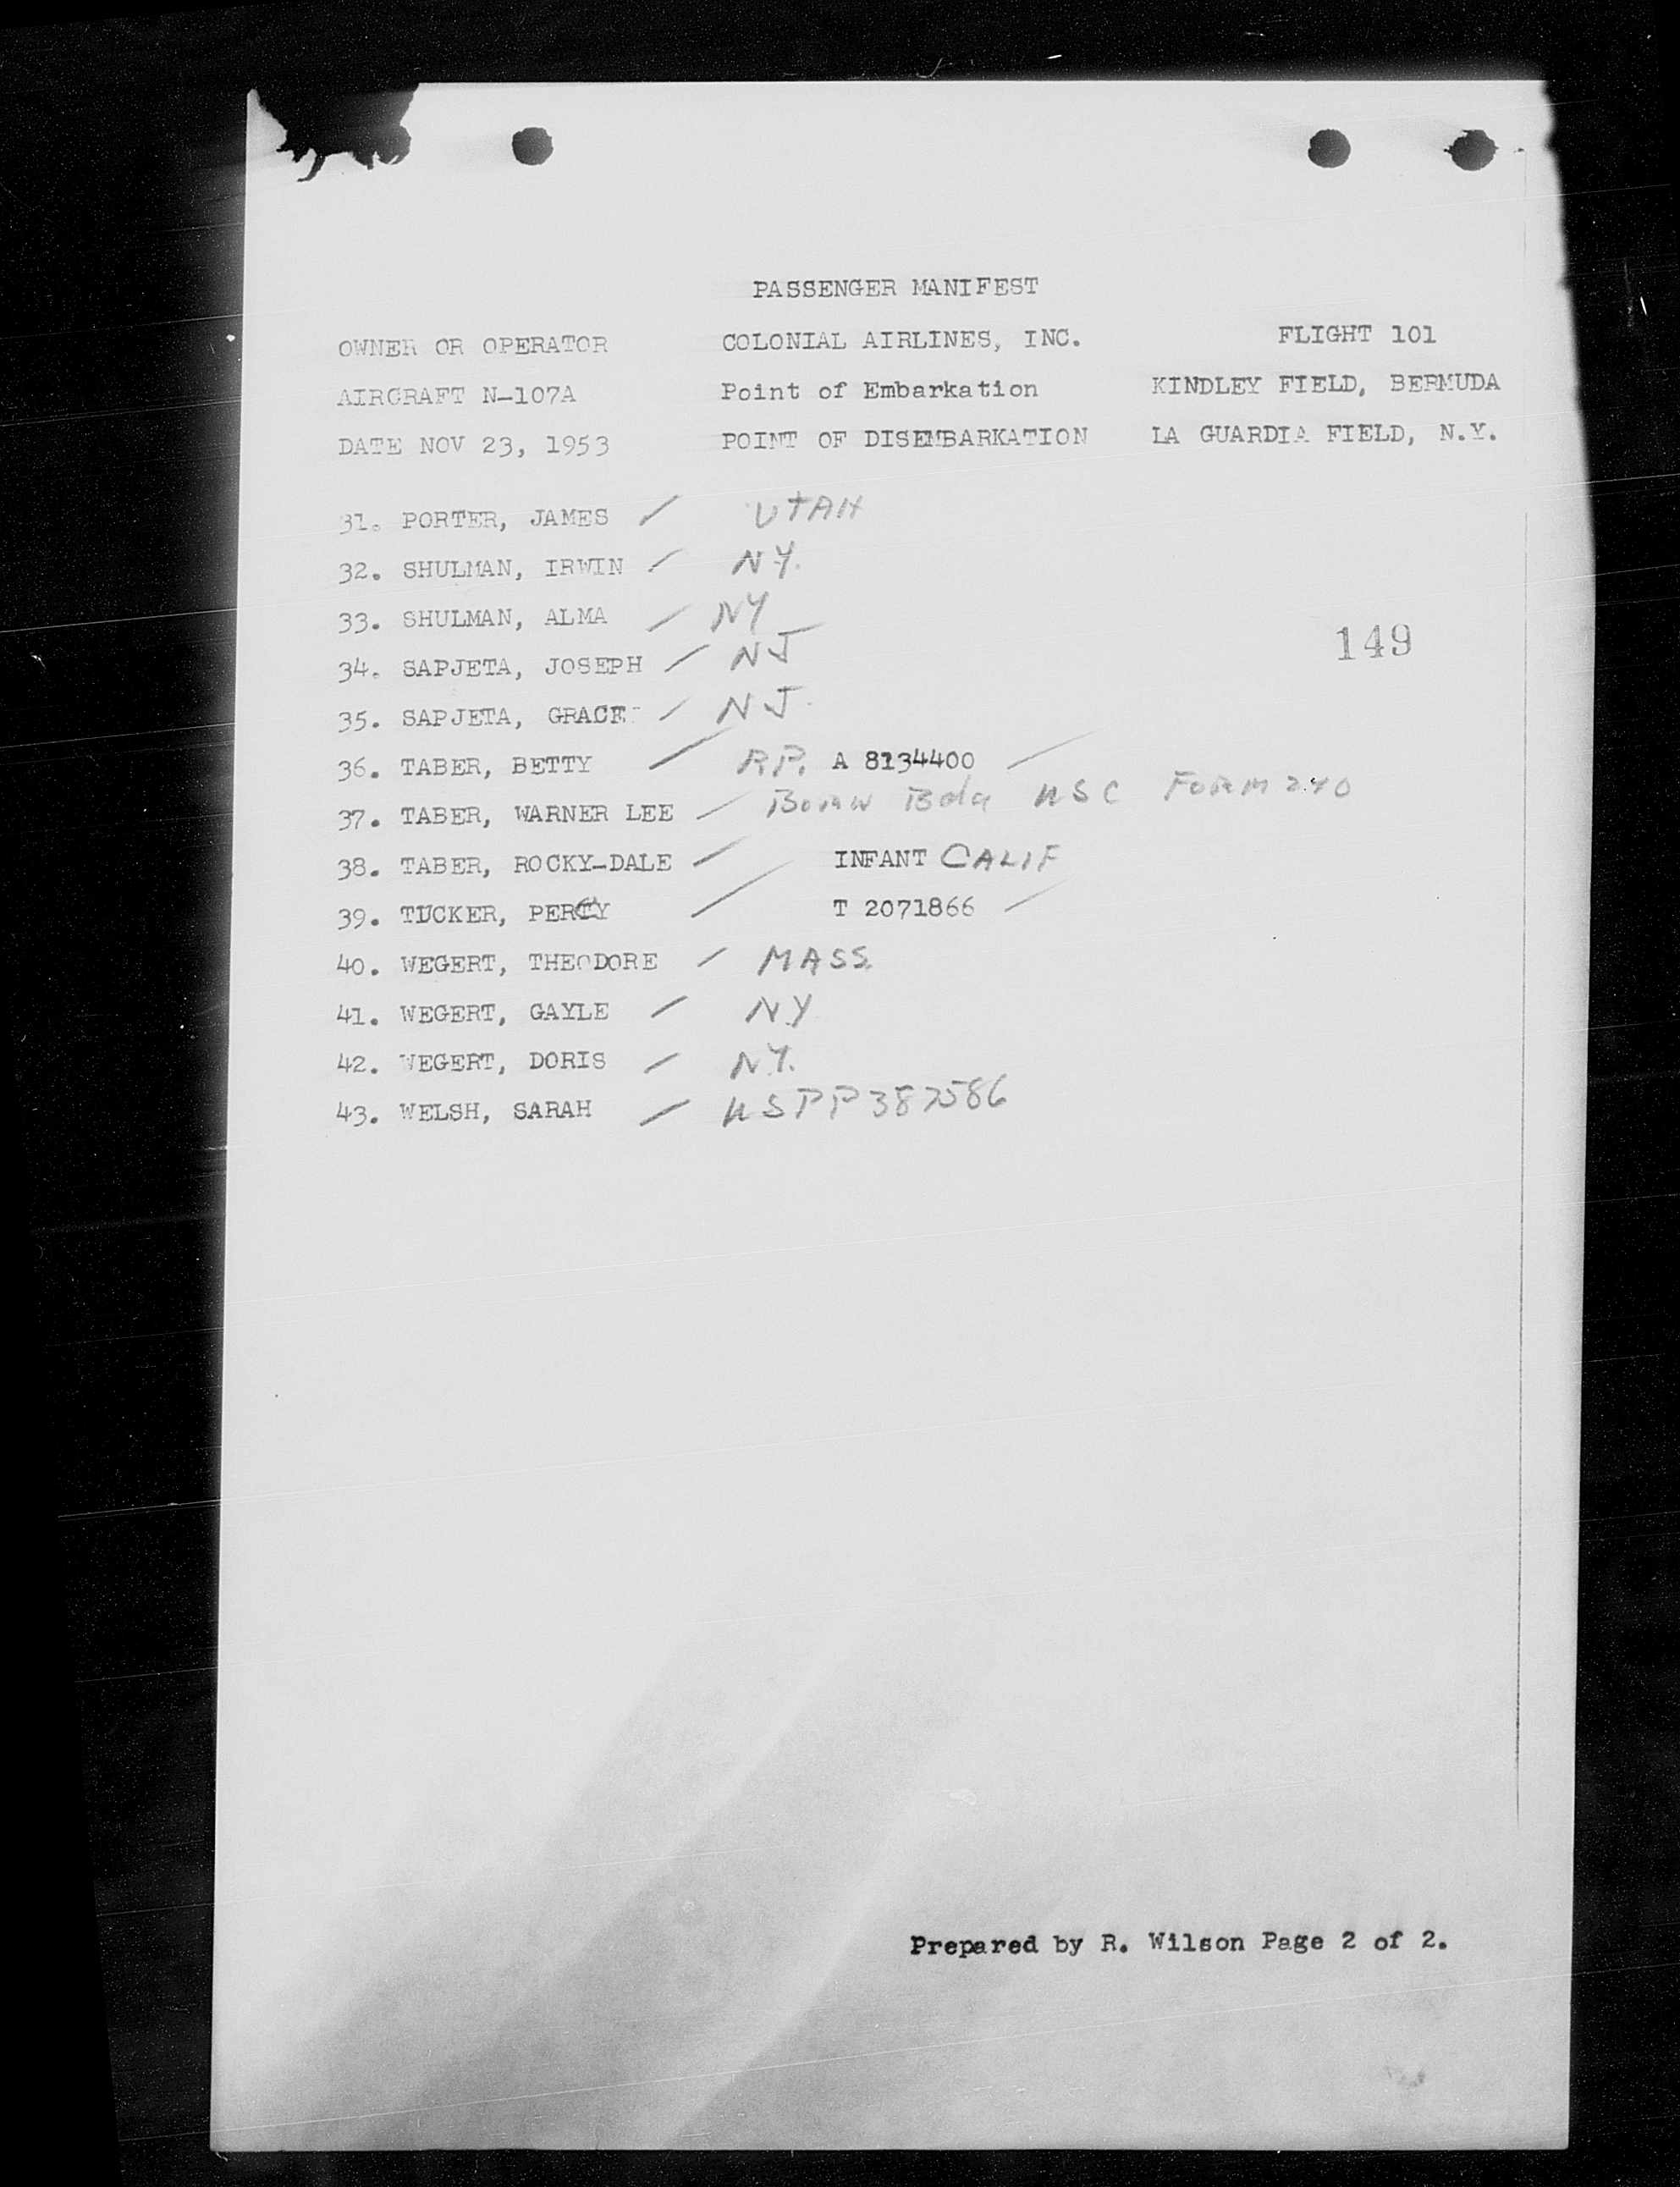 PASSENGER MANIFEST
OWNER OR OPERATOR COLONIAL AIRLINES, INC. FLIGHT 101
AIRCRAFT N-107A Point of Embarkation KINDLEY FIELD, BERMUDA
DATE NOV 23, 1953 POINT OF DISEMBARKATION LA GUARDIA FIELD, N.Y.
31. PORTER, JAMES / UTAH
32. SHULMAN, IRWIN / N.Y.
33. SHULMAN, ALMA / NY
149
34. SAPJETA, JOSEPH / NJ
35. SAPJETA, GRACE / NJ
36. TABER, BETTY / R.P. A 8134400 /
37. TABER, WARNER LEE / Born Bda USC FORM 240
38. TABER, ROCKY-DALE / INFANT CALIF
39. TUCKER, PERCY / T 2071866 /
40. WEGERT, THEODORE / MASS.
41. WEGERT, GAYLE / N.Y
42. WEGERT, DORIS / N.Y.
43. WELSH, SARAH / USPP387586
Prepared by R. Wilson Page 2 of 2.